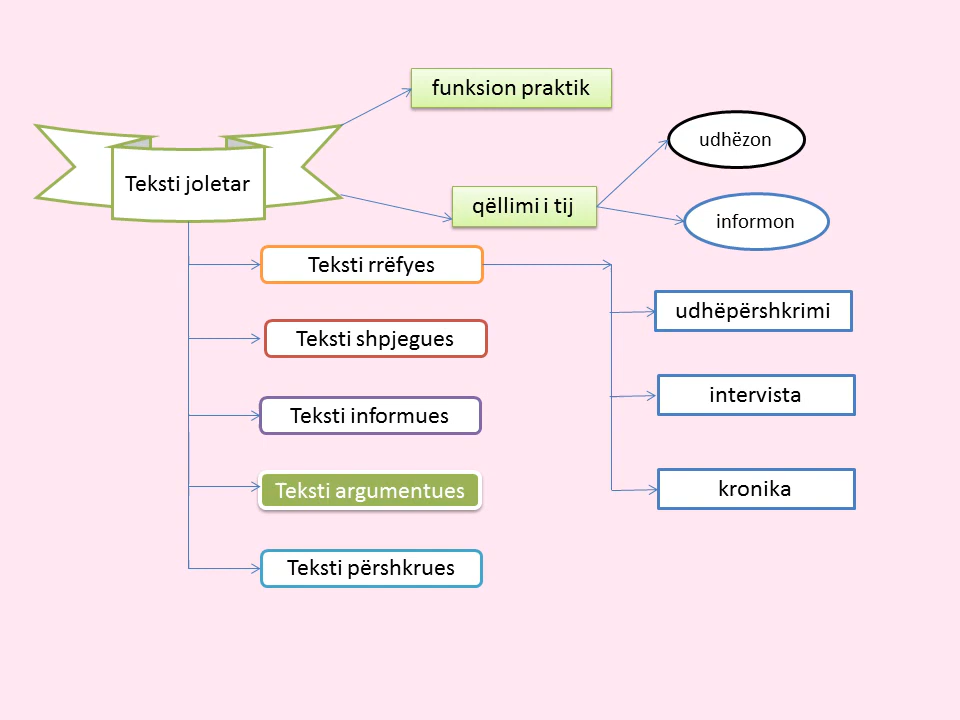 funksion praktik
Teksti joletar
udhëzon
qëllimi i tij
informon
Teksti rrëfyes
udhëpërshkrimi
Teksti shpjegues
intervista
Teksti informues
Teksti argumentues
kronika
Teksti përshkrues